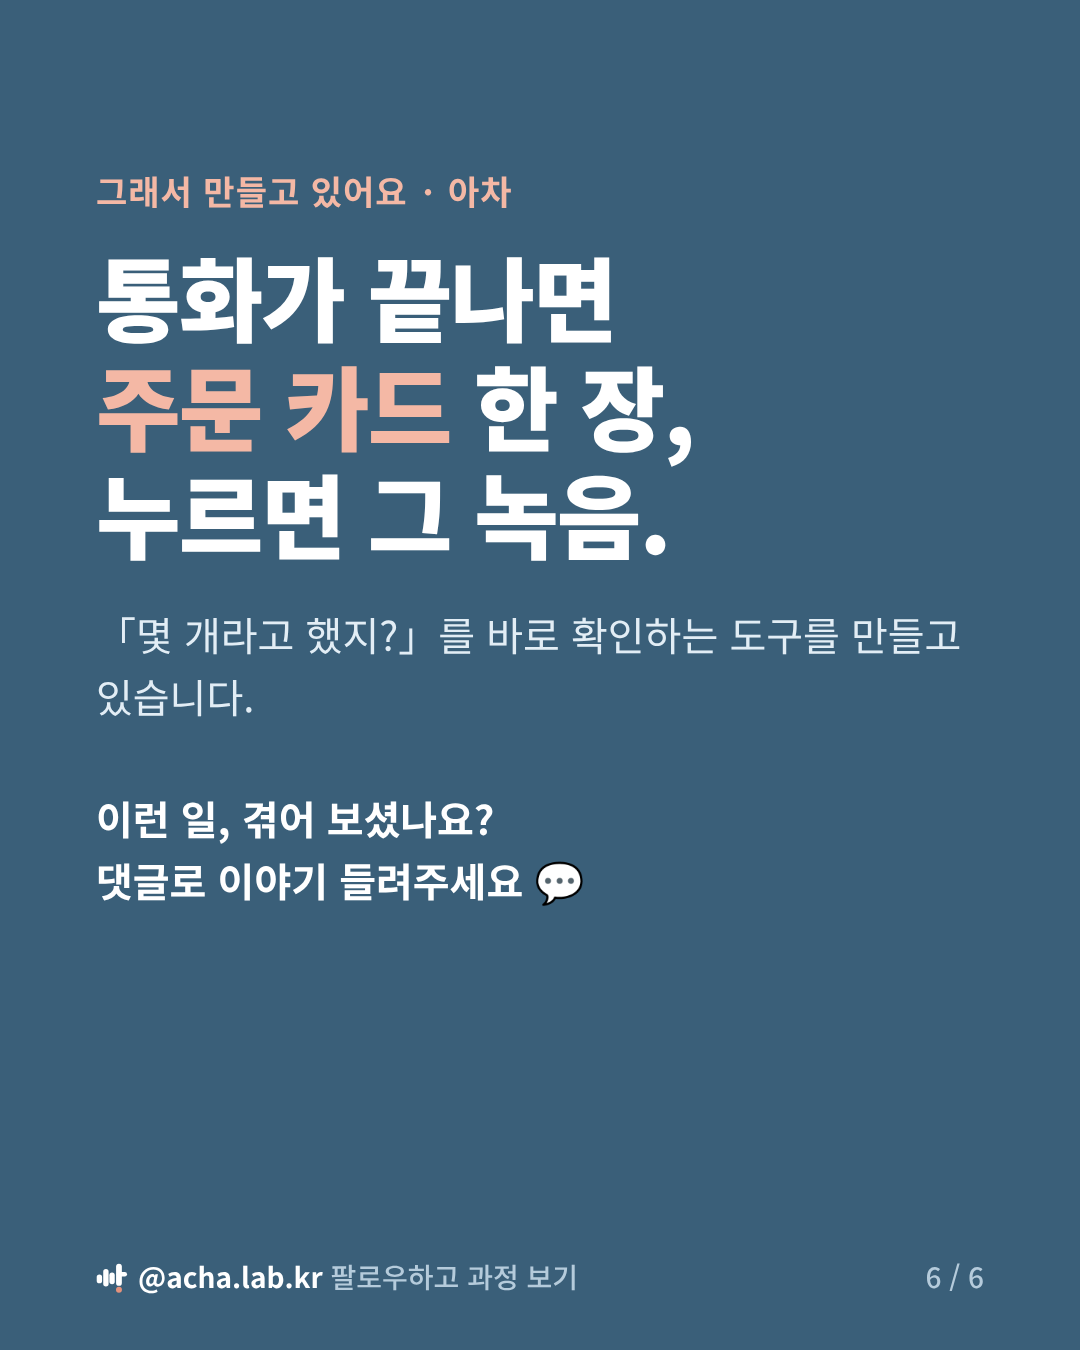 그래서 만들고 있어요 · 아차
통화가 끝나면
주문 카드 한 장,
누르면 그 녹음.
「몇 개라고 했지?」를 바로 확인하는 도구를 만들고
있습니다.
이런 일, 겪어 보셨나요?
댓글로 이야기 들려주세요 💬
@acha.lab.kr 팔로우하고 과정 보기
6 / 6